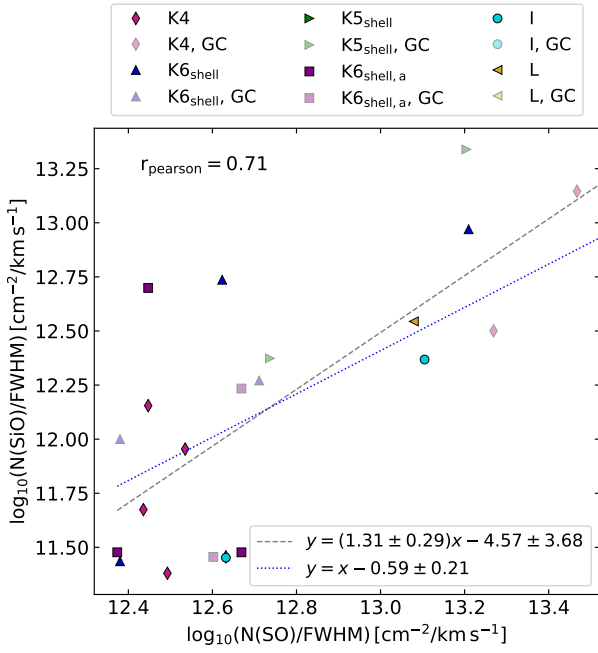 K4 K5shell I
K4, GC K5shell, GC I, GC
K6shell K6shell, a L
K6shell, GC K6shell, a, GC L, GC
rpearson = 0.71
13.25
13.00
12.75
12.50
12.25
12.00
11.75
11.50
log10(N(SiO)/FWHM) [cm−2/km s−1]
y = (1.31 ± 0.29)x − 4.57 ± 3.68
y = x − 0.59 ± 0.21
12.4 12.6 12.8 13.0 13.2 13.4
log10(N(SO)/FWHM) [cm−2/km s−1]